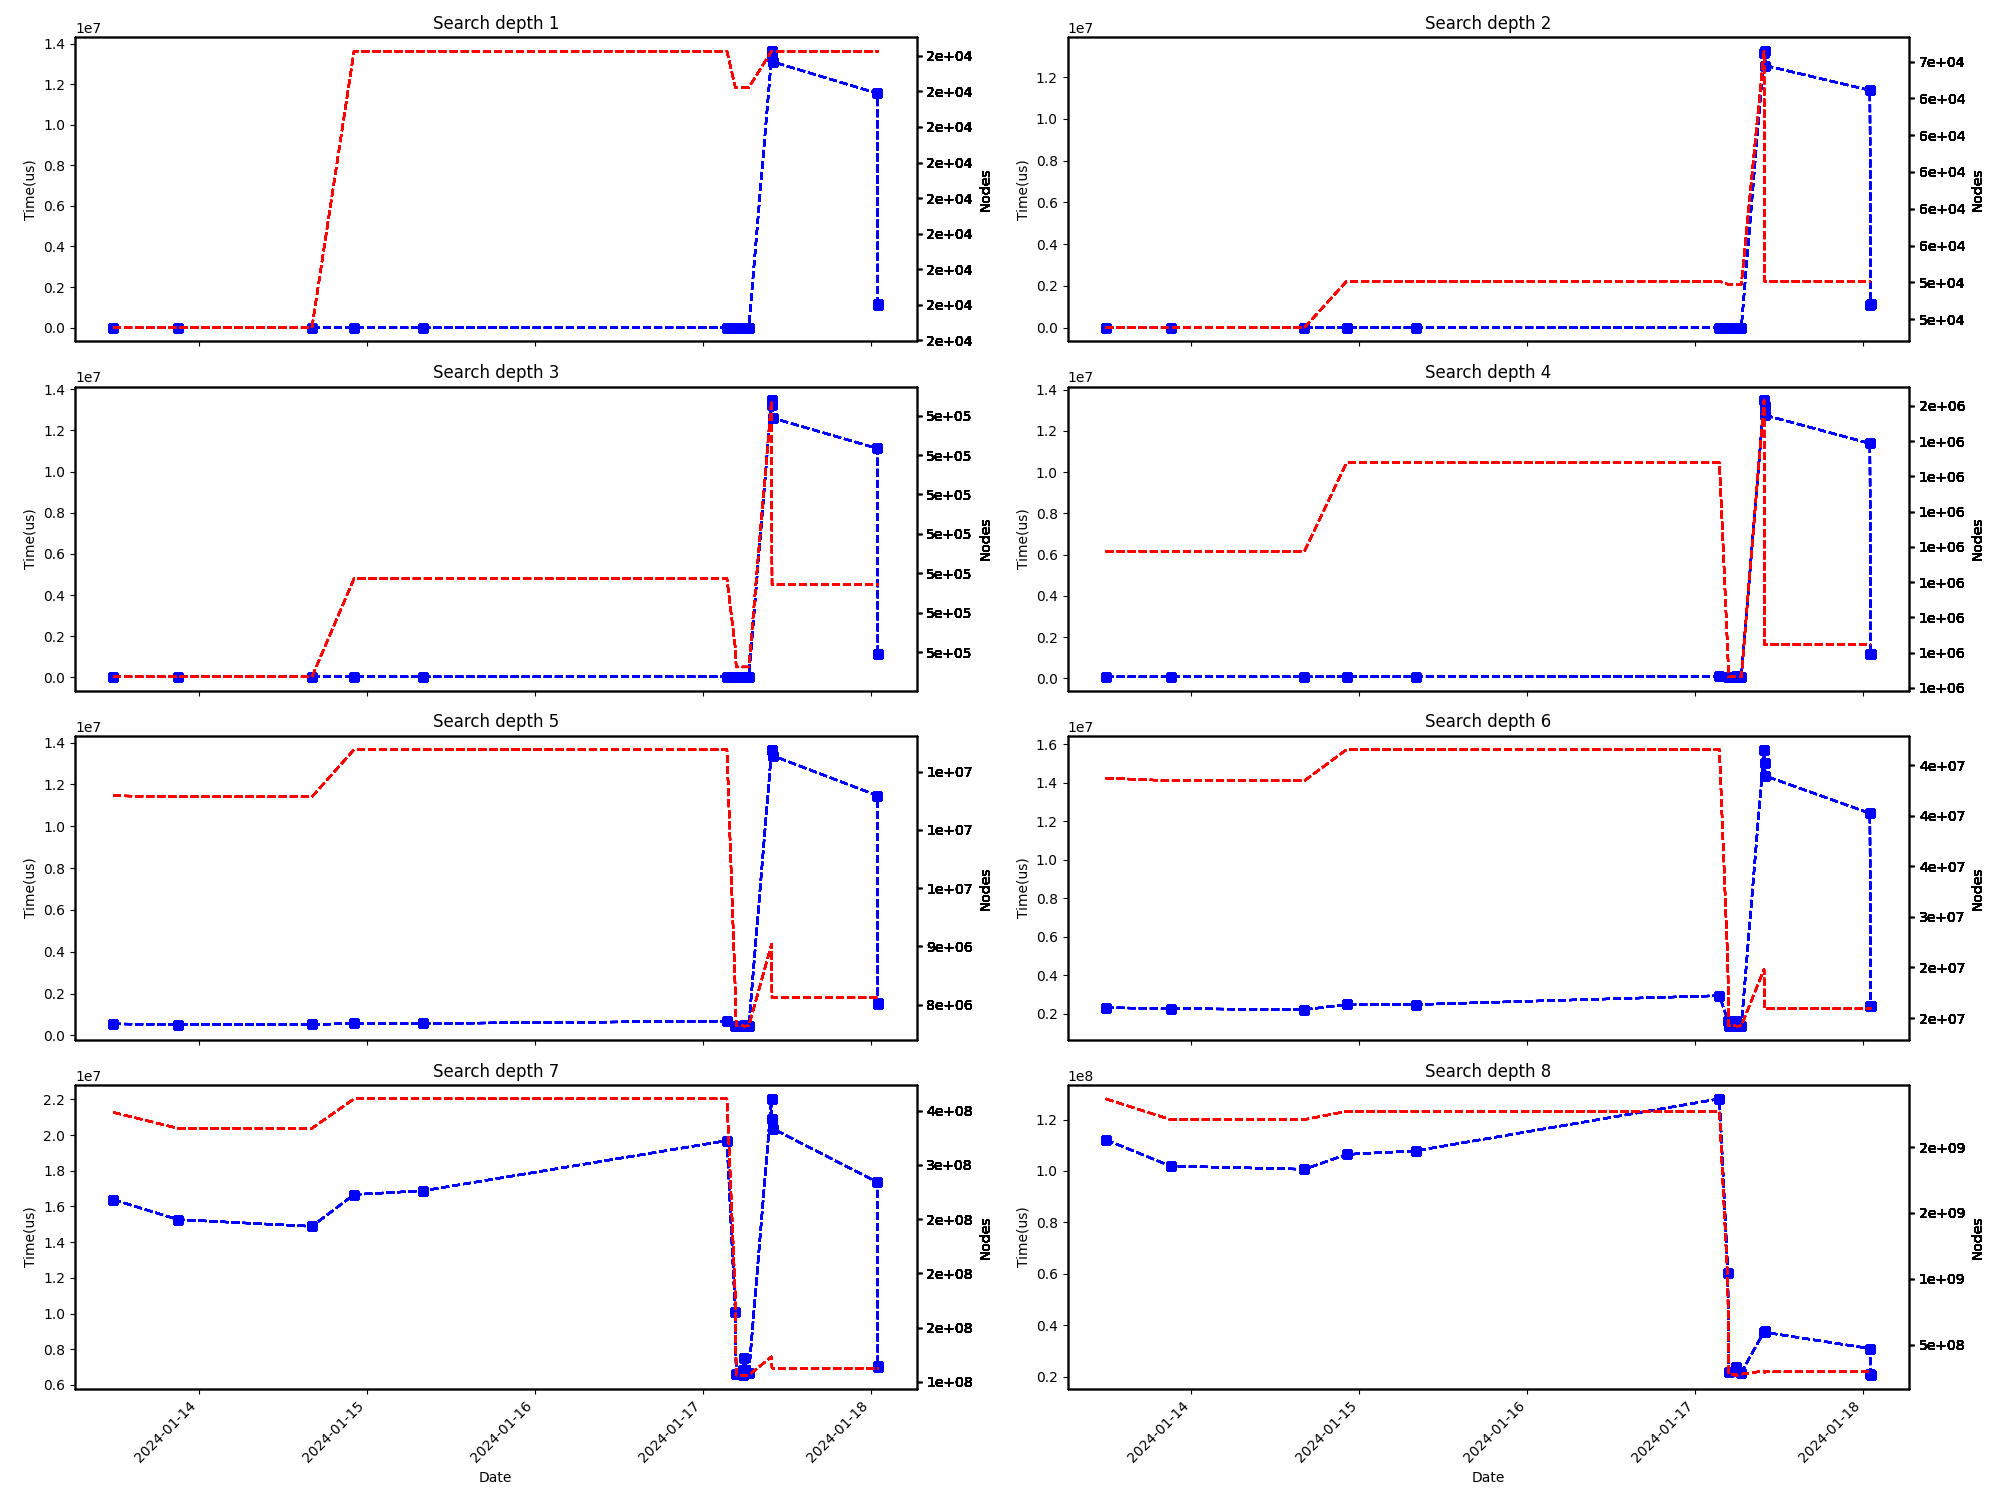 Search depth 1
1e7
1.4
1.2
1.0
0.8
0.6
0.4
0.2
0.0
Time(us)
2e+04
2e+04
2e+04
2e+04
2e+04
2e+04
2e+04
2e+04
2e+04
Nodes
Search depth 2
1e7
1.2
1.0
0.8
0.6
0.4
0.2
0.0
Time(us)
7e+04
6e+04
6e+04
6e+04
6e+04
6e+04
5e+04
5e+04
Nodes
Search depth 3
1e7
1.4
1.2
1.0
0.8
0.6
0.4
0.2
0.0
Time(us)
5e+05
5e+05
5e+05
5e+05
5e+05
5e+05
5e+05
Nodes
Search depth 4
1e7
1.4
1.2
1.0
0.8
0.6
0.4
0.2
0.0
Time(us)
2e+06
1e+06
1e+06
1e+06
1e+06
1e+06
1e+06
1e+06
1e+06
Nodes
Search depth 5
1e7
1.4
1.2
1.0
0.8
0.6
0.4
0.2
0.0
Time(us)
1e+07
1e+07
1e+07
9e+06
8e+06
Nodes
Search depth 6
1e7
1.6
1.4
1.2
1.0
0.8
0.6
0.4
0.2
Time(us)
4e+07
4e+07
4e+07
3e+07
2e+07
2e+07
Nodes
Search depth 7
1e7
2.2
2.0
1.8
1.6
1.4
1.2
1.0
0.8
0.6
Time(us)
4e+08
3e+08
2e+08
2e+08
2e+08
1e+08
Nodes
2024-01-14
2024-01-15
2024-01-16
2024-01-17
2024-01-18
Date
Search depth 8
1e8
1.2
1.0
0.8
0.6
0.4
0.2
Time(us)
2e+09
2e+09
1e+09
5e+08
Nodes
2024-01-14
2024-01-15
2024-01-16
2024-01-17
2024-01-18
Date